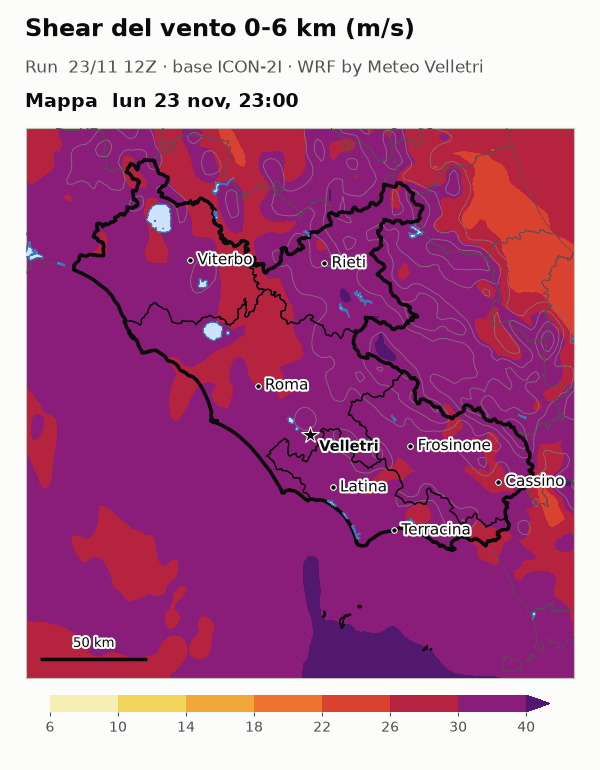 Shear del vento 0-6 km (m/s)
Run 23/11 12Z · base ICON-2I · WRF by Meteo Velletri
Mappa lun 23 nov, 23:00
Viterbo
Rieti
Roma
Velletri
Frosinone
Cassino
Latina
Terracina
50 km
6 10 14 18 22 26 30 40